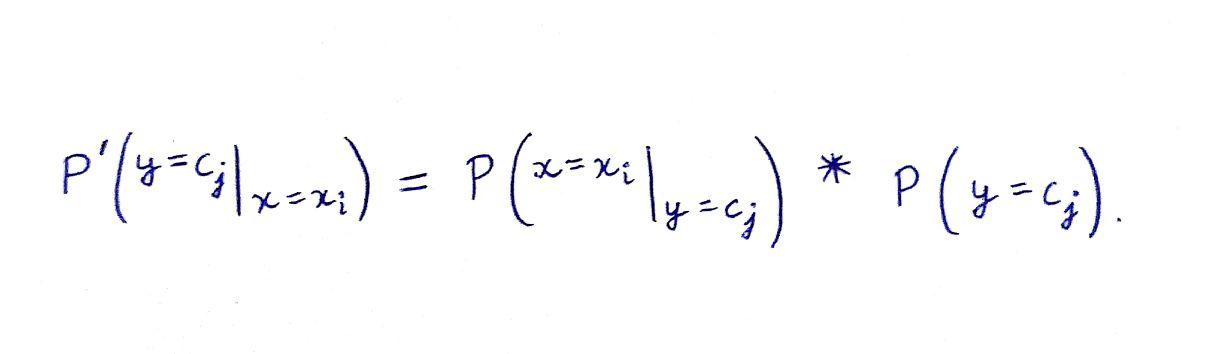 P'(y=cⱼ|x=xᵢ) = P(x=xᵢ|y=cⱼ) * P(y=cⱼ).